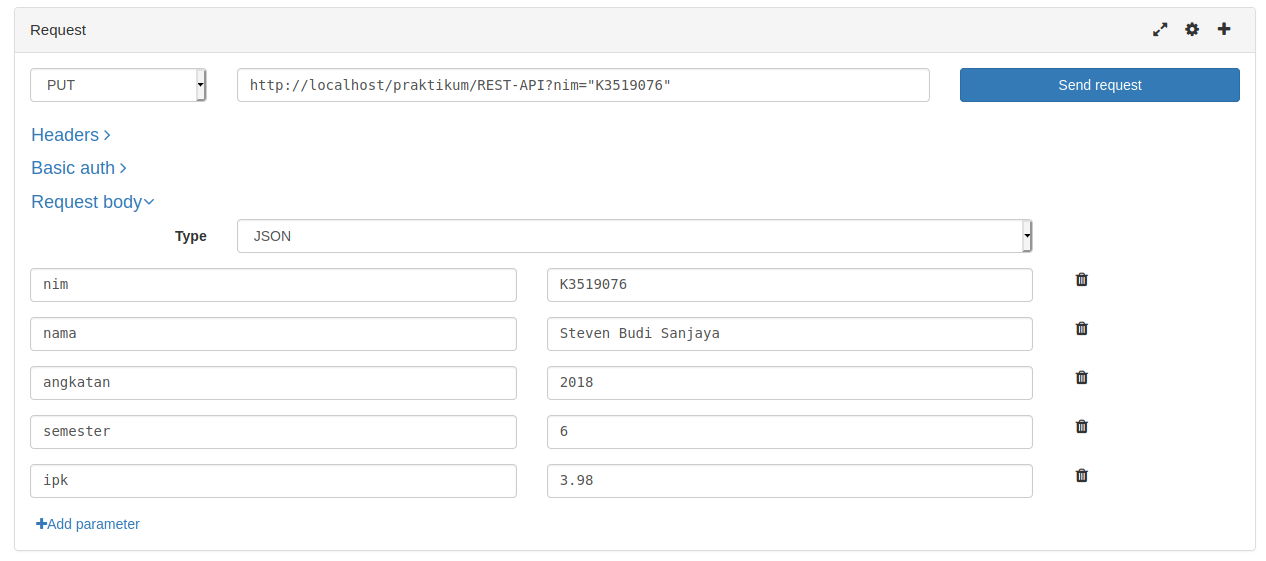 Request
PUT http://localhost/praktikum/REST-API?nim="K3519076" Send request
Headers
Basic auth
Request body
Type JSON
nim K3519076
nama Steven Budi Sanjaya
angkatan 2018
semester 6
ipk 3.98
Add parameter